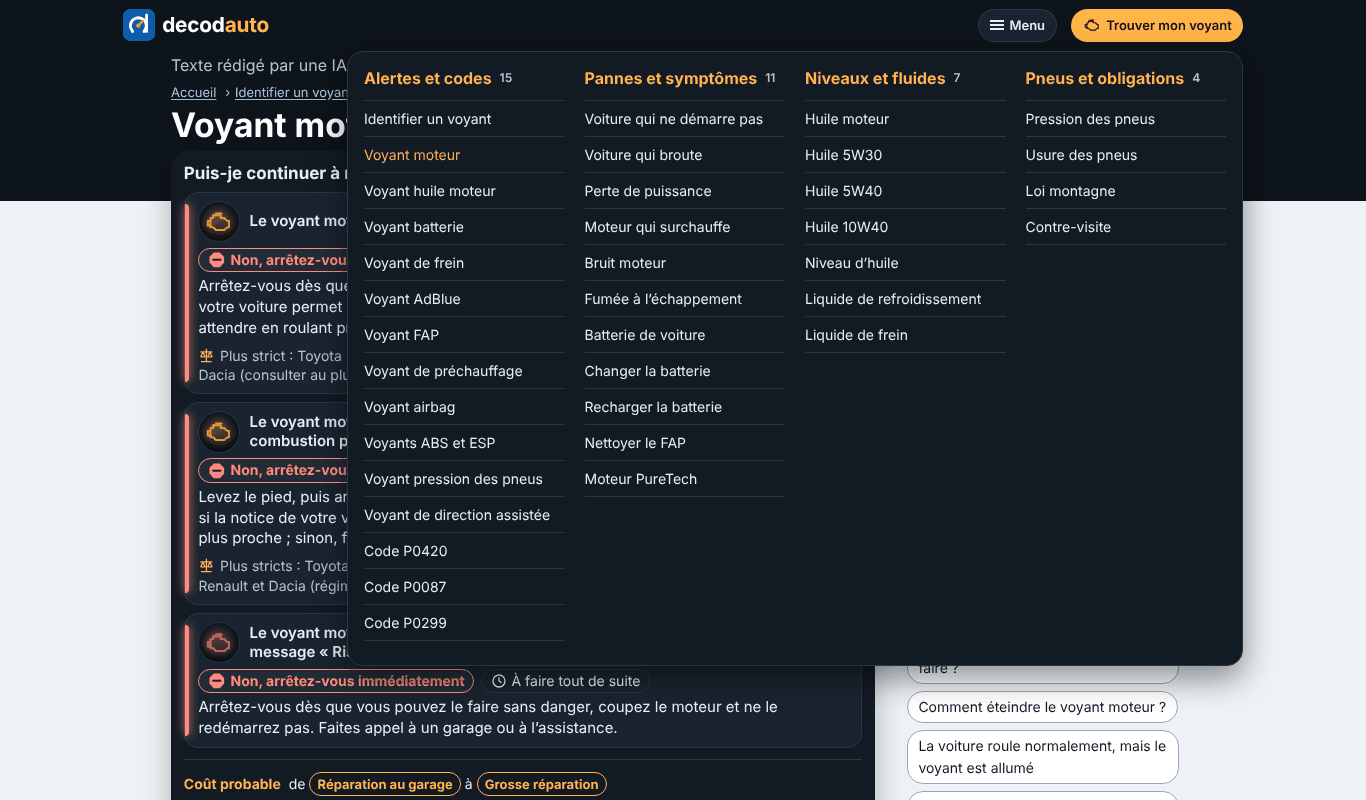 decodauto
Menu
Trouver mon voyant
Texte rédigé par une IA
Accueil › Identifier un voyan
Voyant mo
Puis-je continuer à
Le voyant mo
Non, arrêtez-vou
Arrêtez-vous dès que
votre voiture permet
attendre en roulant
Plus strict : Toyota
Dacia (consulter au plu
Le voyant mo
combustion p
Non, arrêtez-vou
Levez le pied, puis ar
si la notice de votre v
plus proche ; sinon, f
Plus stricts : Toyota
Renault et Dacia (régim
Le voyant mo
message « Ris
Non, arrêtez-vous immédiatement
À faire tout de suite
Arrêtez-vous dès que vous pouvez le faire sans danger, coupez le moteur et ne le
redémarrez pas. Faites appel à un garage ou à l’assistance.
Coût probable de Réparation au garage à Grosse réparation
Alertes et codes 15
Identifier un voyant
Voyant moteur
Voyant huile moteur
Voyant batterie
Voyant de frein
Voyant AdBlue
Voyant FAP
Voyant de préchauffage
Voyant airbag
Voyants ABS et ESP
Voyant pression des pneus
Voyant de direction assistée
Code P0420
Code P0087
Code P0299
Pannes et symptômes 11
Voiture qui ne démarre pas
Voiture qui broute
Perte de puissance
Moteur qui surchauffe
Bruit moteur
Fumée à l’échappement
Batterie de voiture
Changer la batterie
Recharger la batterie
Nettoyer le FAP
Moteur PureTech
Niveaux et fluides 7
Huile moteur
Huile 5W30
Huile 5W40
Huile 10W40
Niveau d’huile
Liquide de refroidissement
Liquide de frein
Pneus et obligations 4
Pression des pneus
Usure des pneus
Loi montagne
Contre-visite
faire ?
Comment éteindre le voyant moteur ?
La voiture roule normalement, mais le
voyant est allumé